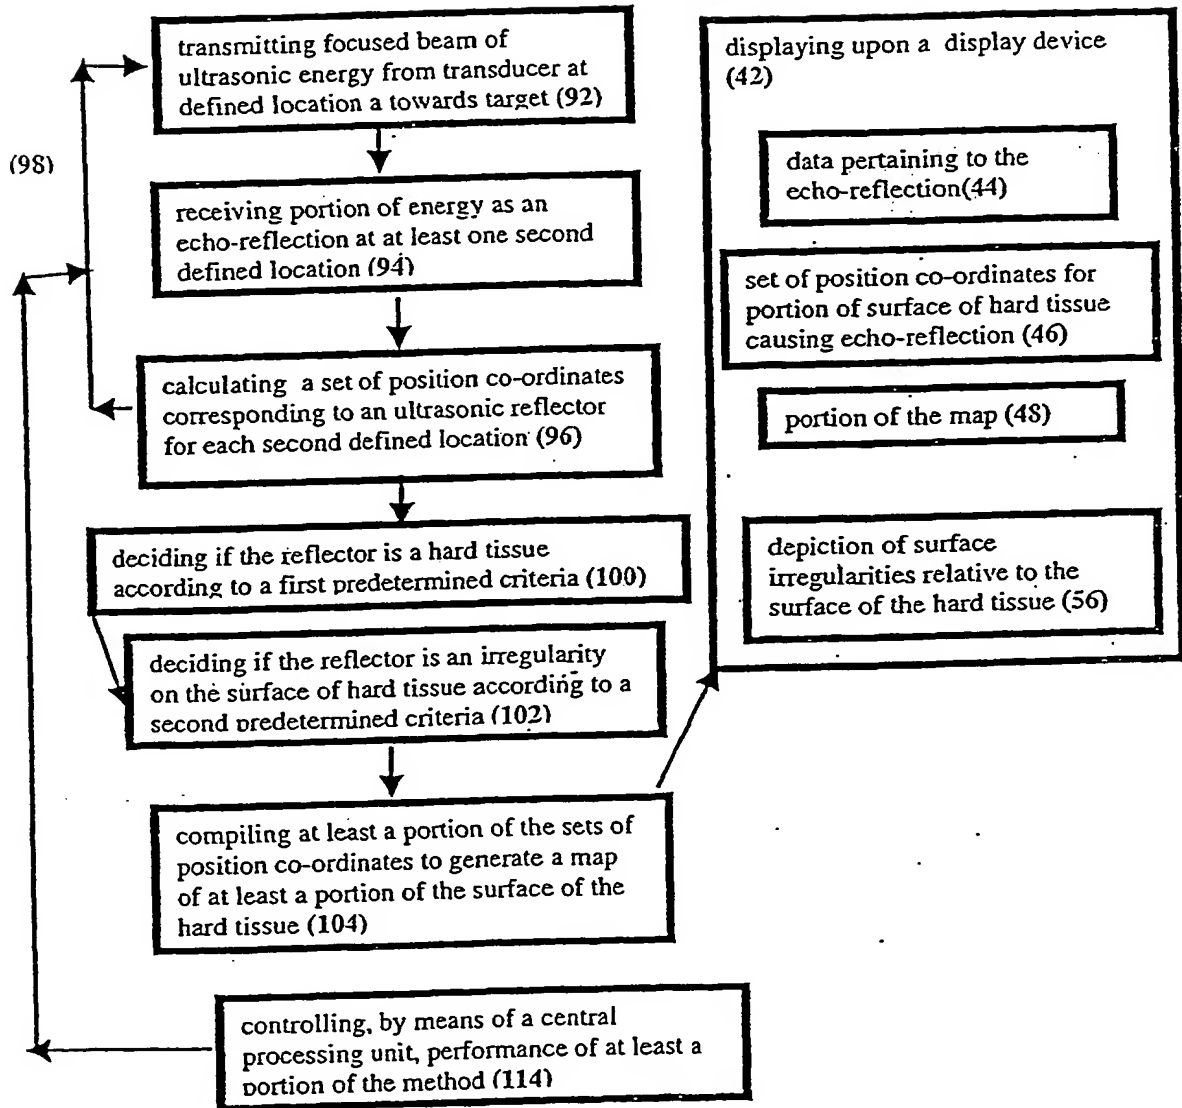 transmitting focused beam of
ultrasonic energy from transducer at
defined location a towards target (92)
(98)
receiving portion of energy as an
echo-reflection at at least one second
defined location (94)
calculating a set of position co-ordinates
corresponding to an ultrasonic reflector
for each second defined location (96)
deciding if the reflector is a hard tissue
according to a first predetermined criteria (100)
deciding if the reflector is an irregularity
on the surface of hard tissue according to a
second predetermined criteria (102)
compiling at least a portion of the sets of
position co-ordinates to generate a map
of at least a portion of the surface of the
hard tissue (104)
controlling, by means of a central
processing unit, performance of at least a
portion of the method (114)
displaying upon a display device
(42)
data pertaining to the
echo-reflection(44)
set of position co-ordinates for
portion of surface of hard tissue
causing echo-reflection (46)
portion of the map (48)
depiction of surface
irregularities relative to the
surface of the hard tissue (56)